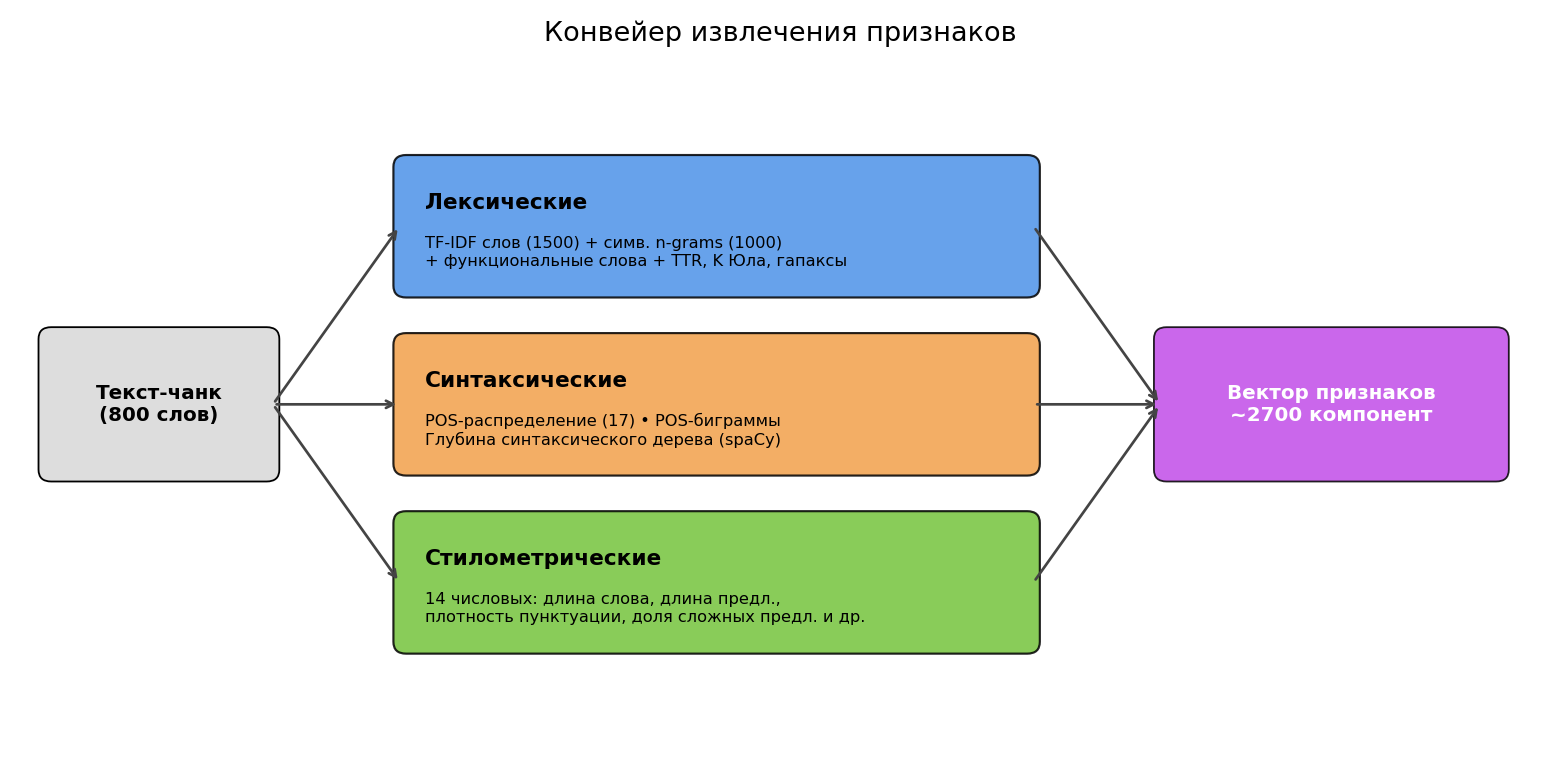 Конвейер извлечения признаков
Текст-чанк
(800 слов)
Лексические
TF-IDF слов (1500) + симв. n-grams (1000)
+ функциональные слова + TTR, K Юла, гапаксы
Синтаксические
POS-распределение (17) • POS-биграммы
Глубина синтаксического дерева (spaCy)
Стилометрические
14 числовых: длина слова, длина предл.,
плотность пунктуации, доля сложных предл. и др.
Вектор признаков
~2700 компонент